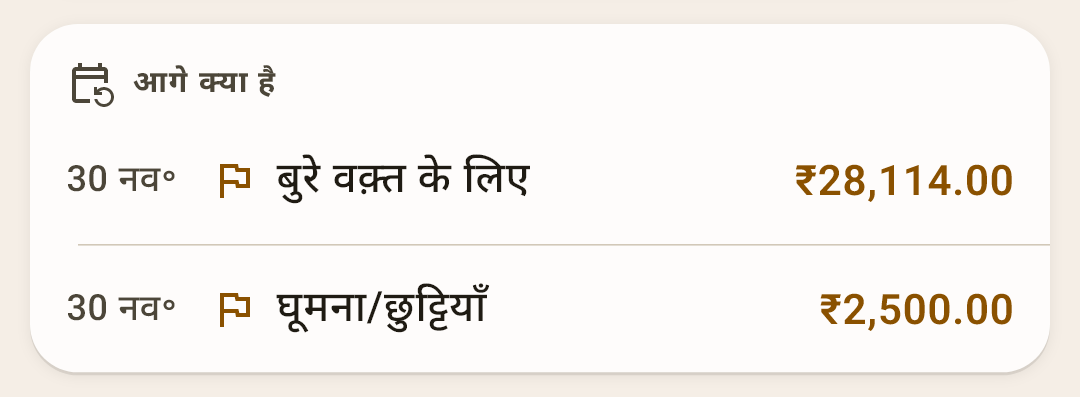 आगे क्या है
30 नव॰ बुरे वक़्त के लिए ₹28,114.00
30 नव॰ घूमना/छुट्टियाँ ₹2,500.00